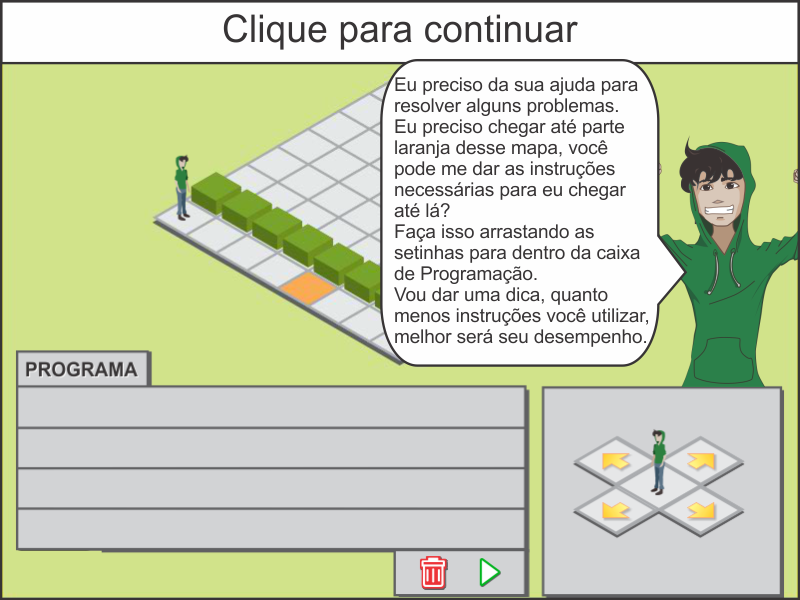 Clique para continuar
Eu preciso da sua ajuda para
resolver alguns problemas.
Eu preciso chegar até parte
laranja desse mapa, você
pode me dar as instruções
necessárias para eu chegar
até lá?
Faça isso arrastando as
setinhas para dentro da caixa
de Programação.
Vou dar uma dica, quanto
menos instruções você utilizar,
melhor será seu desempenho.
PROGRAMA